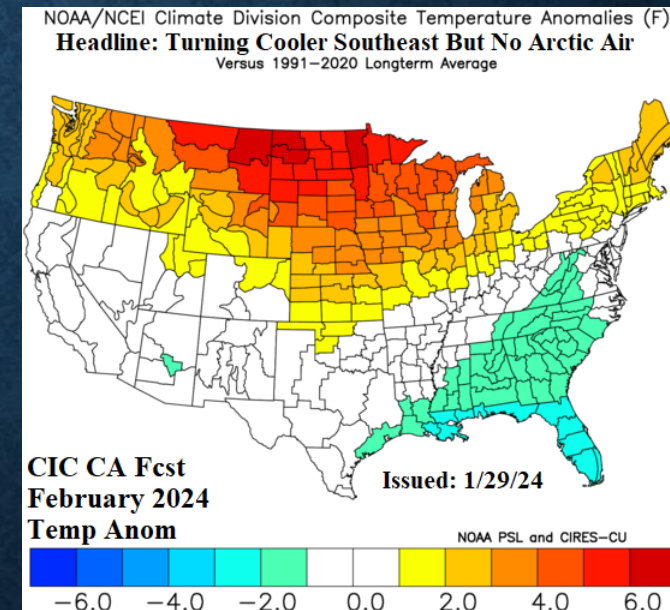 NOAA/NCEI Climate Division Composite Temperature Anomalies (F)
Headline: Turning Cooler Southeast But No Arctic Air
Versus 1991-2020 Longterm Average
CIC CA Fcst
February 2024
Temp Anom
Issued: 1/29/24
NOAA PSL and CIRES-CU
-6.0 -4.0 -2.0 0.0 2.0 4.0 6.0